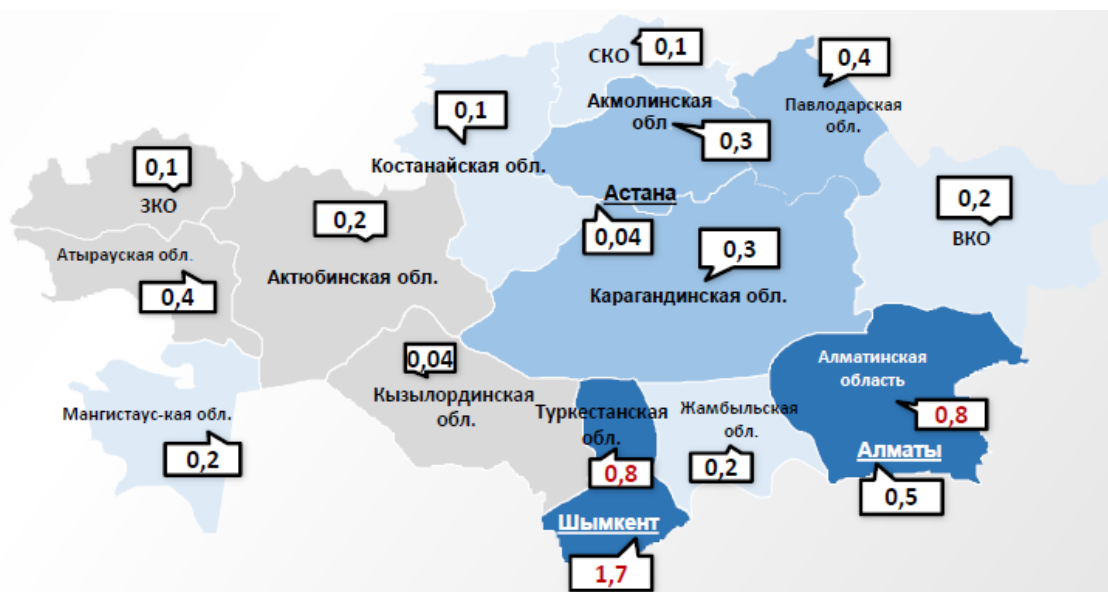 СКО
0,1
0,4
Акмолинская
обл
0,3
Павлодарская
обл.
0,1
Костанайская обл.
0,1
ЗКО
Астана
0,04
0,2
ВКО
0,2
Актюбинская обл.
Атырауская обл.
0,4
0,3
Карагандинская обл.
0,04
Кызылординская
обл.
Алматинская
область
0,8
Мангистаус-кая обл.
0,2
Туркестанская
обл.
0,8
Жамбыльская
обл.
0,2
Алматы
0,5
Шымкент
1,7